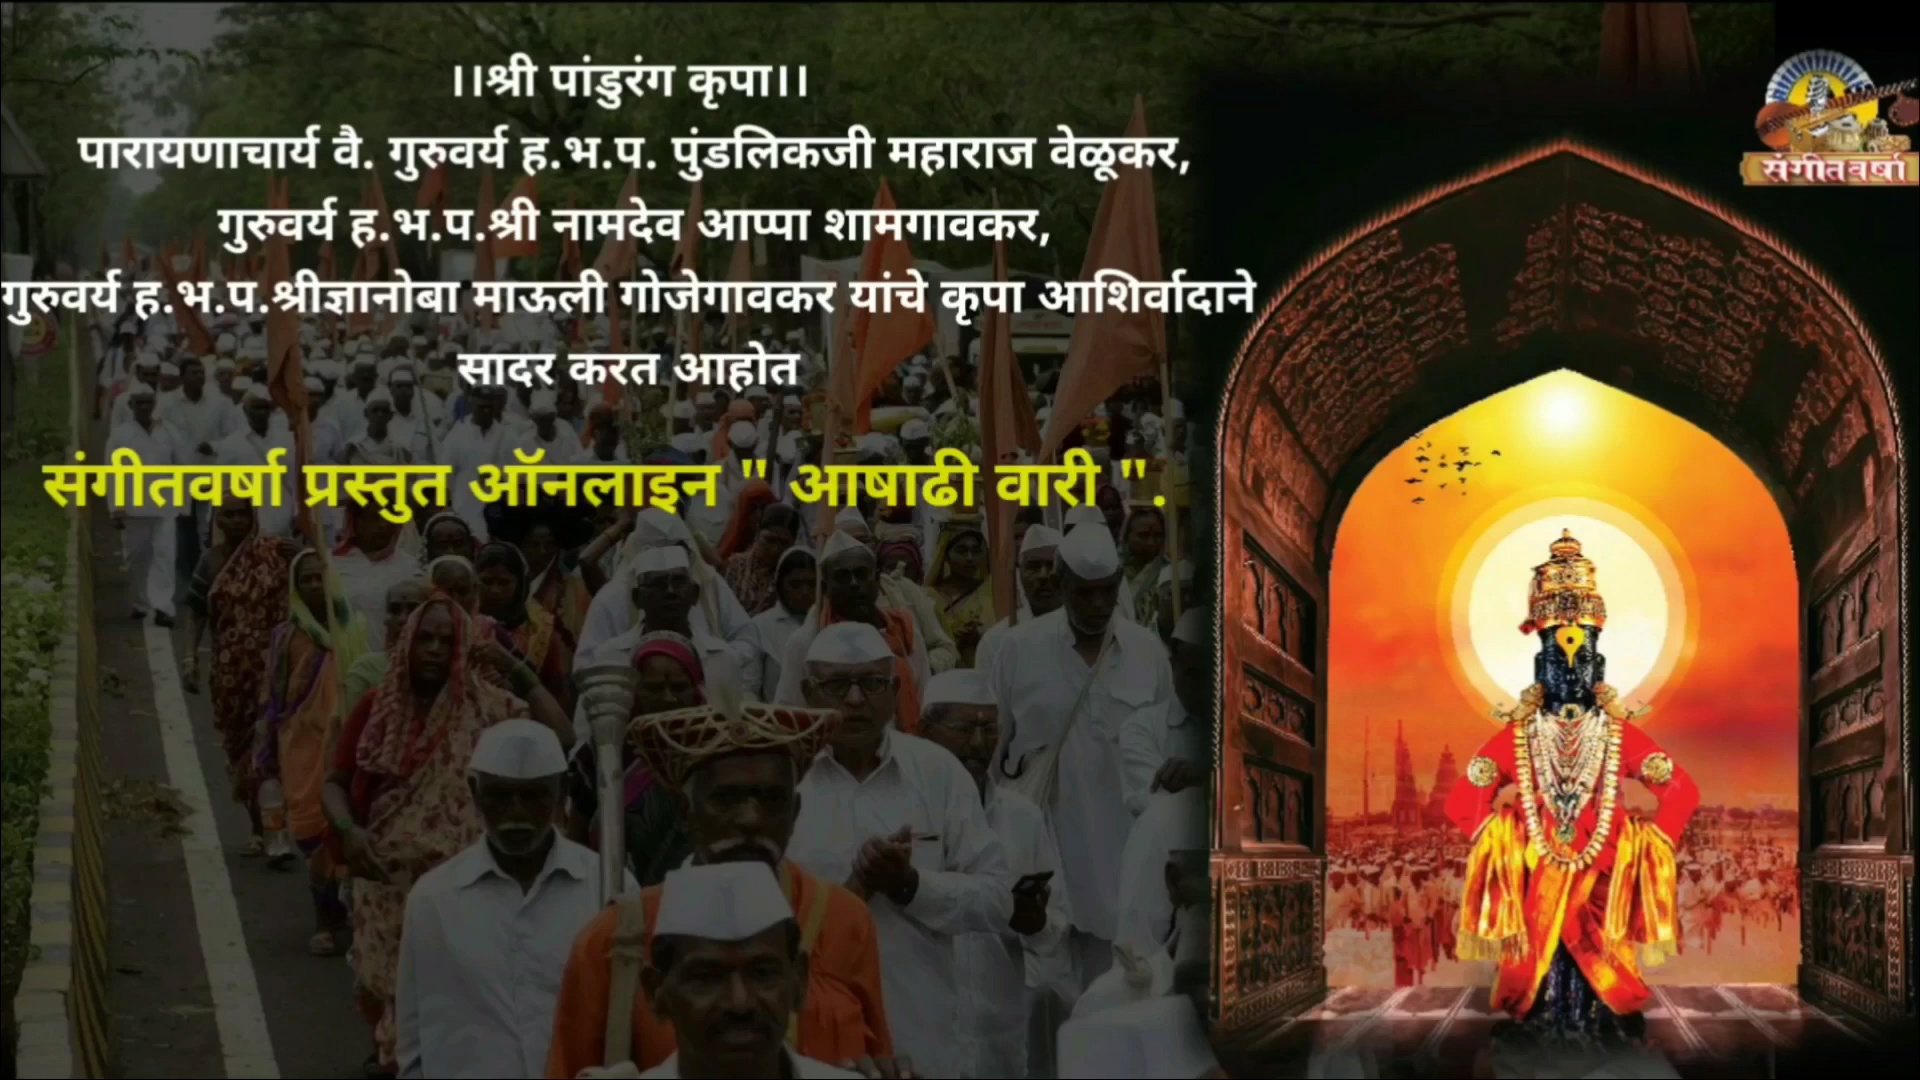 ।।श्री पांडुरंग कृपा।।
पारायणाचार्य वै. गुरुवर्य ह.भ.प. पुंडलिकजी महाराज वेळूकर,
गुरुवर्य ह.भ.प.श्री नामदेव आप्पा शामगावकर,
गुरुवर्य ह.भ.प.श्रीज्ञानोबा माऊली गोजेगावकर यांचे कृपा आशिर्वादाने
सादर करत आहोत
संगीतवर्षा प्रस्तुत ऑनलाइन " आषाढी वारी ".
संगीतवर्षा